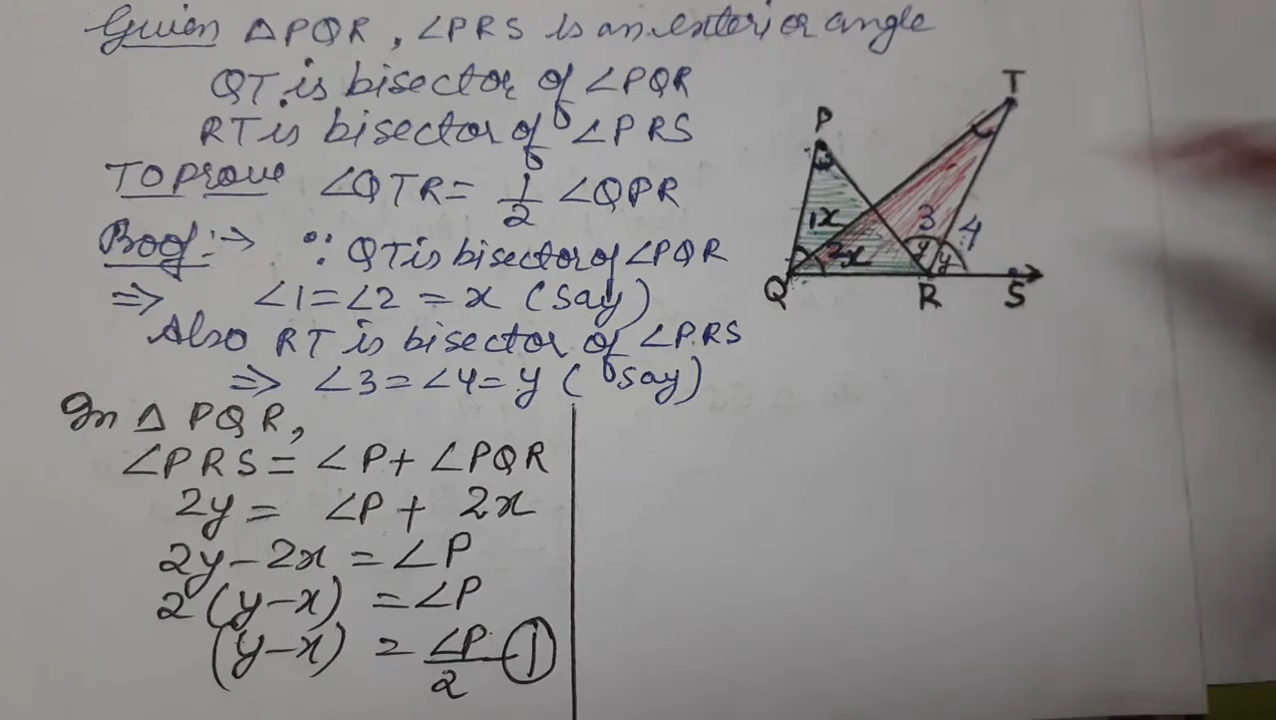 Given △PQR, ∠PRS is an exterior angle
QT is bisector of ∠PQR
RT is bisector of ∠PRS
TO Prove ∠QTR = 1/2 ∠QPR
Proof :→ ∵ QT is bisector of ∠PQR
⇒ ∠1 = ∠2 = x (say)
Also RT is bisector of ∠PRS
⇒ ∠3 = ∠4 = y (say)
In △ PQR,
∠PRS = ∠P + ∠PQR
2y = ∠P + 2x
2y - 2x = ∠P
2(y-x) = ∠P
(y-x) = ∠P/2 — ①
T
P
1 x
3
4
2 x
y
y
Q
R
S